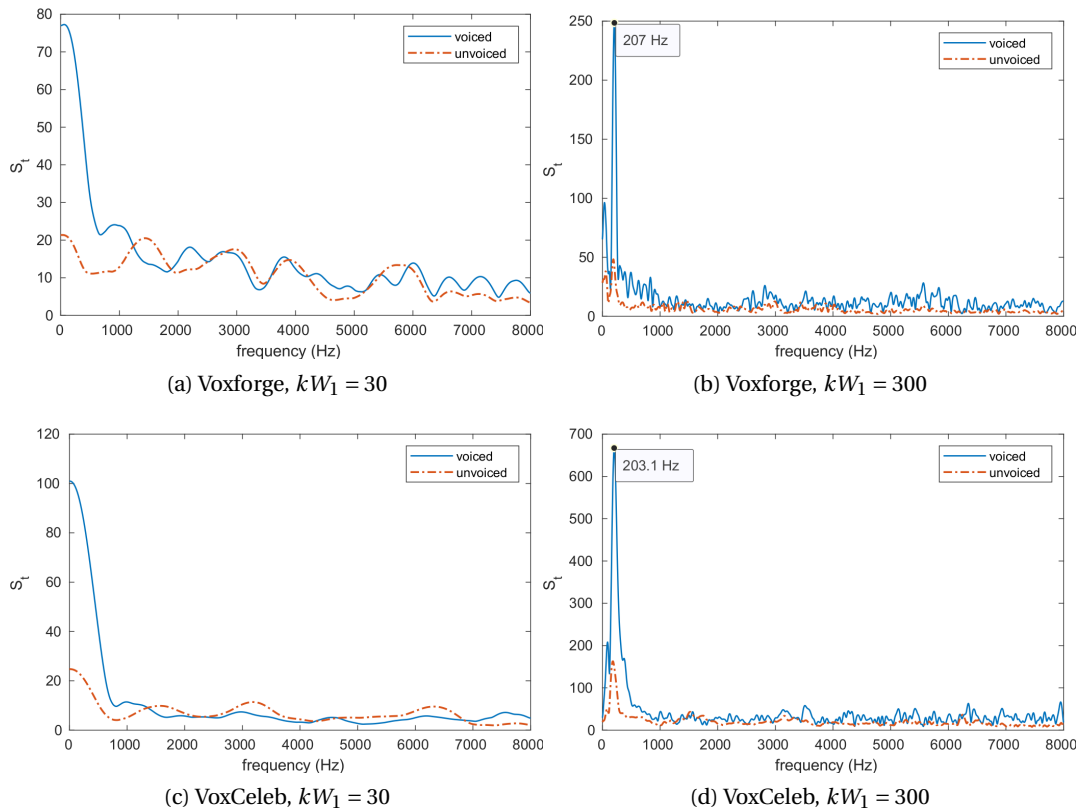 80
70
60
50
40
30
20
10
0
S_t
0 1000 2000 3000 4000 5000 6000 7000 8000
frequency (Hz)
voiced
unvoiced
(a) Voxforge, kW₁ = 30
250
200
150
100
50
0
S_t
0 1000 2000 3000 4000 5000 6000 7000 8000
frequency (Hz)
207 Hz
voiced
unvoiced
(b) Voxforge, kW₁ = 300
120
100
80
60
40
20
0
S_t
0 1000 2000 3000 4000 5000 6000 7000 8000
frequency (Hz)
voiced
unvoiced
(c) VoxCeleb, kW₁ = 30
700
600
500
400
300
200
100
0
S_t
0 1000 2000 3000 4000 5000 6000 7000 8000
frequency (Hz)
203.1 Hz
voiced
unvoiced
(d) VoxCeleb, kW₁ = 300